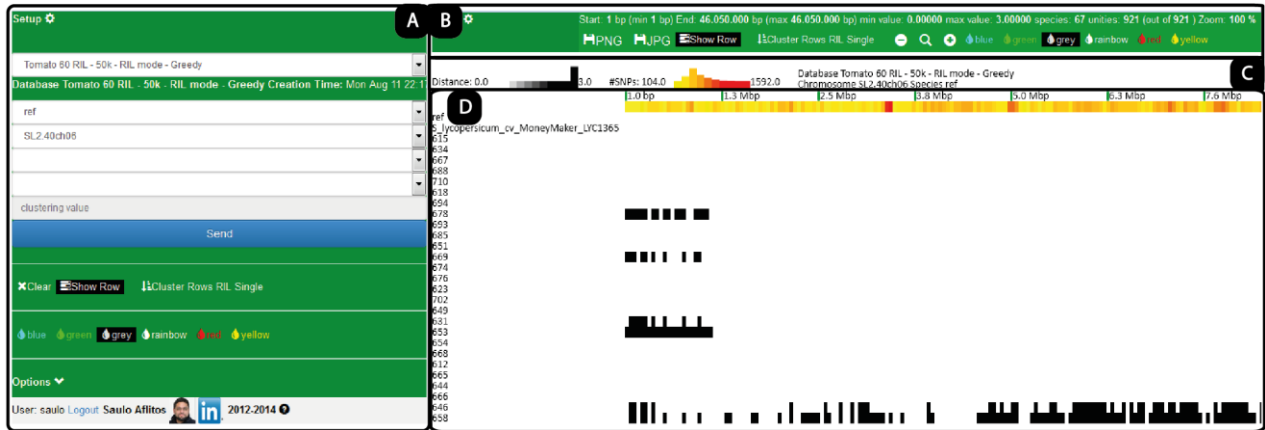 Setup
A
Tomato 60 RIL - 50k - RIL mode - Greedy
Database Tomato 60 RIL - 50k - RIL mode - Greedy Creation Time: Mon Aug 11 22:1
ref
SL2.40ch06
clustering value
Send
Clear Show Row Cluster Rows RIL Single
blue green grey rainbow red yellow
Options
User: saulo Logout Saulo Aflitos in 2012-2014
B
Start: 1 bp (min 1 bp) End: 46.050.000 bp (max 46.050.000 bp) min value: 0.00000 max value: 3.00000 species: 67 unities: 921 (out of 921 ) Zoom: 100 %
PNG JPG Show Row Cluster Rows RIL Single blue green grey rainbow red yellow
C
Distance: 0.0 3.0 #SNPs: 104.0 1592.0 Database Tomato 60 RIL - 50k - RIL mode - Greedy
Chromosome SL2.40ch06 Species ref
D
1.0 bp 1.3 Mbp 2.5 Mbp 3.8 Mbp 5.0 Mbp 6.3 Mbp 7.6 Mbp
ref
S_lycopersicum_cv_MoneyMaker_LYC1365
615
634
667
688
710
618
694
678
693
685
651
669
674
676
623
702
649
631
653
654
668
612
665
644
666
646
658